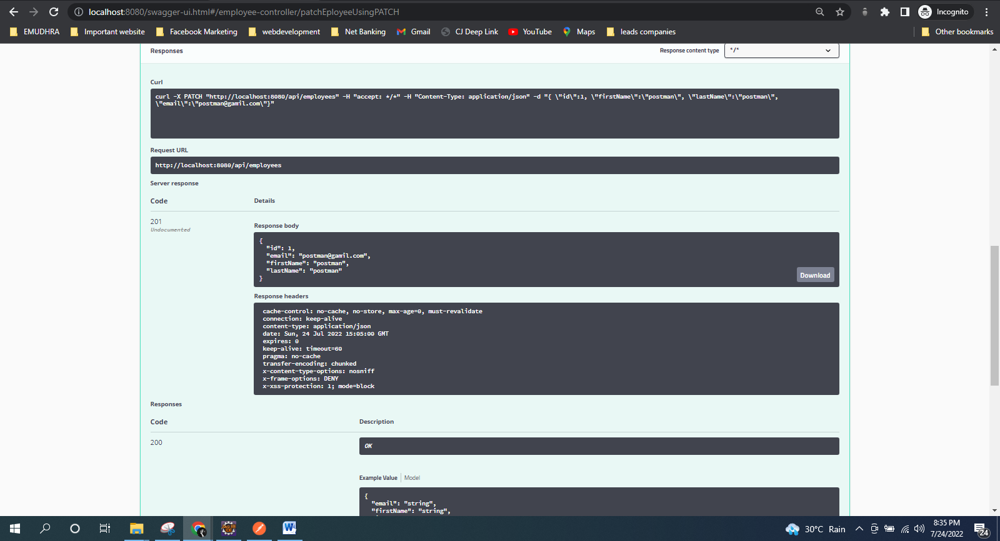 localhost:8080/swagger-ui.html#/employee-controller/patchEployeeUsingPATCH
Incognito
EMUDHRA
Important website
Facebook Marketing
webdevelopment
Net Banking
Gmail
CJ Deep Link
YouTube
Maps
leads companies
Other bookmarks
Responses
Response content type
*/*
Curl
curl -X PATCH "http://localhost:8080/api/employees" -H "accept: */*" -H "Content-Type: application/json" -d "{ \"id\":1, \"firstName\":\"postman\", \"lastName\":\"postman\",
\"email\":\"postman@gamil.com\"}"
Request URL
http://localhost:8080/api/employees
Server response
Code
Details
201
Undocumented
Response body
{
"id": 1,
"email": "postman@gamil.com",
"firstName": "postman",
"lastName": "postman"
}
Download
Response headers
cache-control: no-cache, no-store, max-age=0, must-revalidate
connection: keep-alive
content-type: application/json
date: Sun, 24 Jul 2022 15:05:00 GMT
expires: 0
keep-alive: timeout=60
pragma: no-cache
transfer-encoding: chunked
x-content-type-options: nosniff
x-frame-options: DENY
x-xss-protection: 1; mode=block
Responses
Code
Description
200
OK
Example Value
Model
{
"email": "string",
"firstName": "string",
30°C Rain
8:35 PM
7/24/2022
24